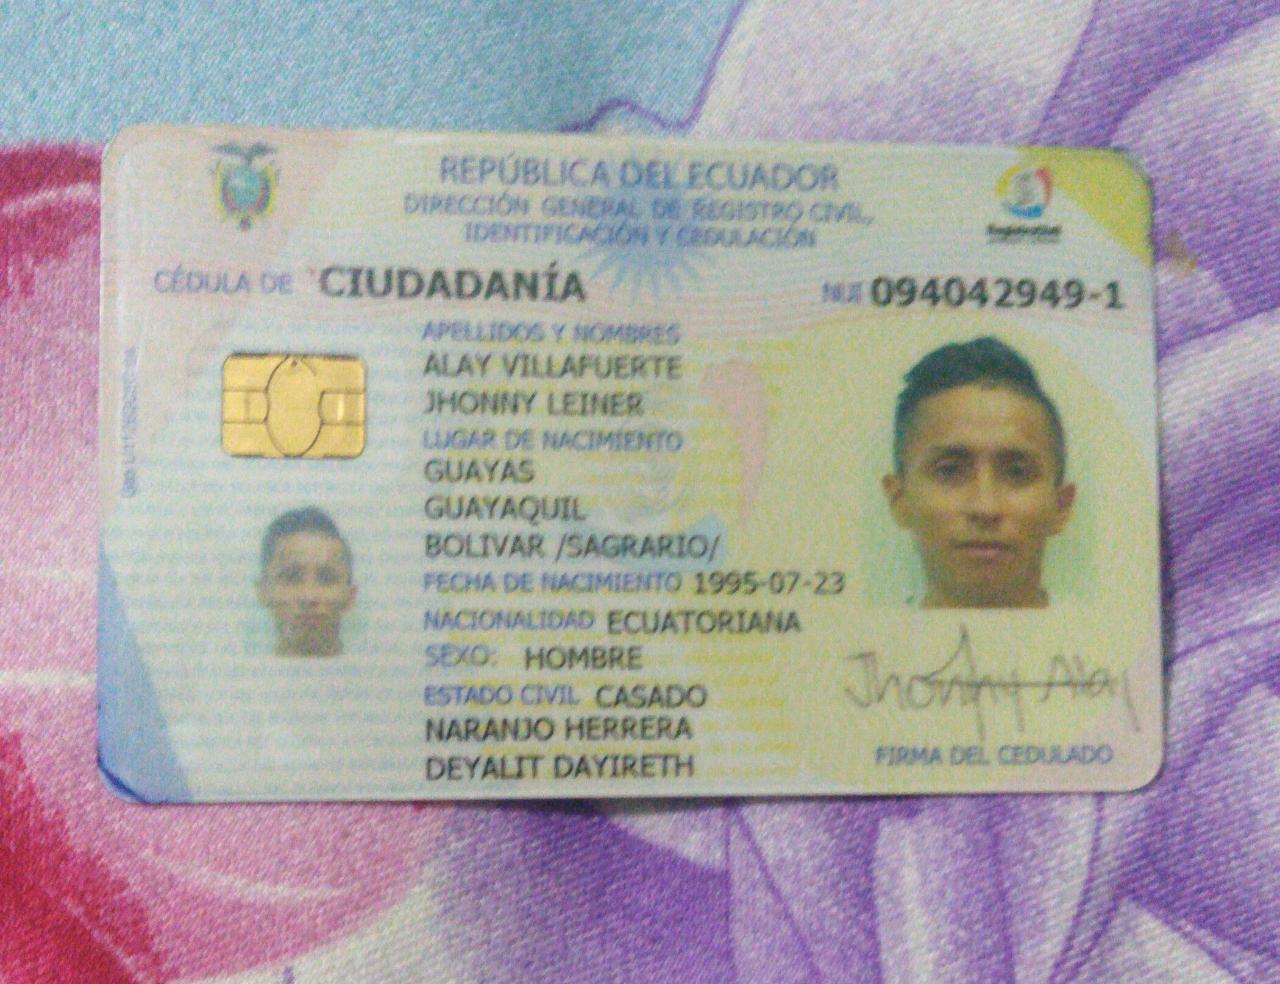 REPÚBLICA DEL ECUADOR
DIRECCIÓN GENERAL DE REGISTRO CIVIL,
IDENTIFICACIÓN Y CEDULACIÓN
CÉDULA DE CIUDADANÍA
NUI 094042949-1
APELLIDOS Y NOMBRES
ALAY VILLAFUERTE
JHONNY LEINER
LUGAR DE NACIMIENTO
GUAYAS
GUAYAQUIL
BOLIVAR /SAGRARIO/
FECHA DE NACIMIENTO 1995-07-23
NACIONALIDAD ECUATORIANA
SEXO: HOMBRE
ESTADO CIVIL CASADO
NARANJO HERRERA
DEYALIT DAYIRETH
Jhonny Alay
FIRMA DEL CEDULADO